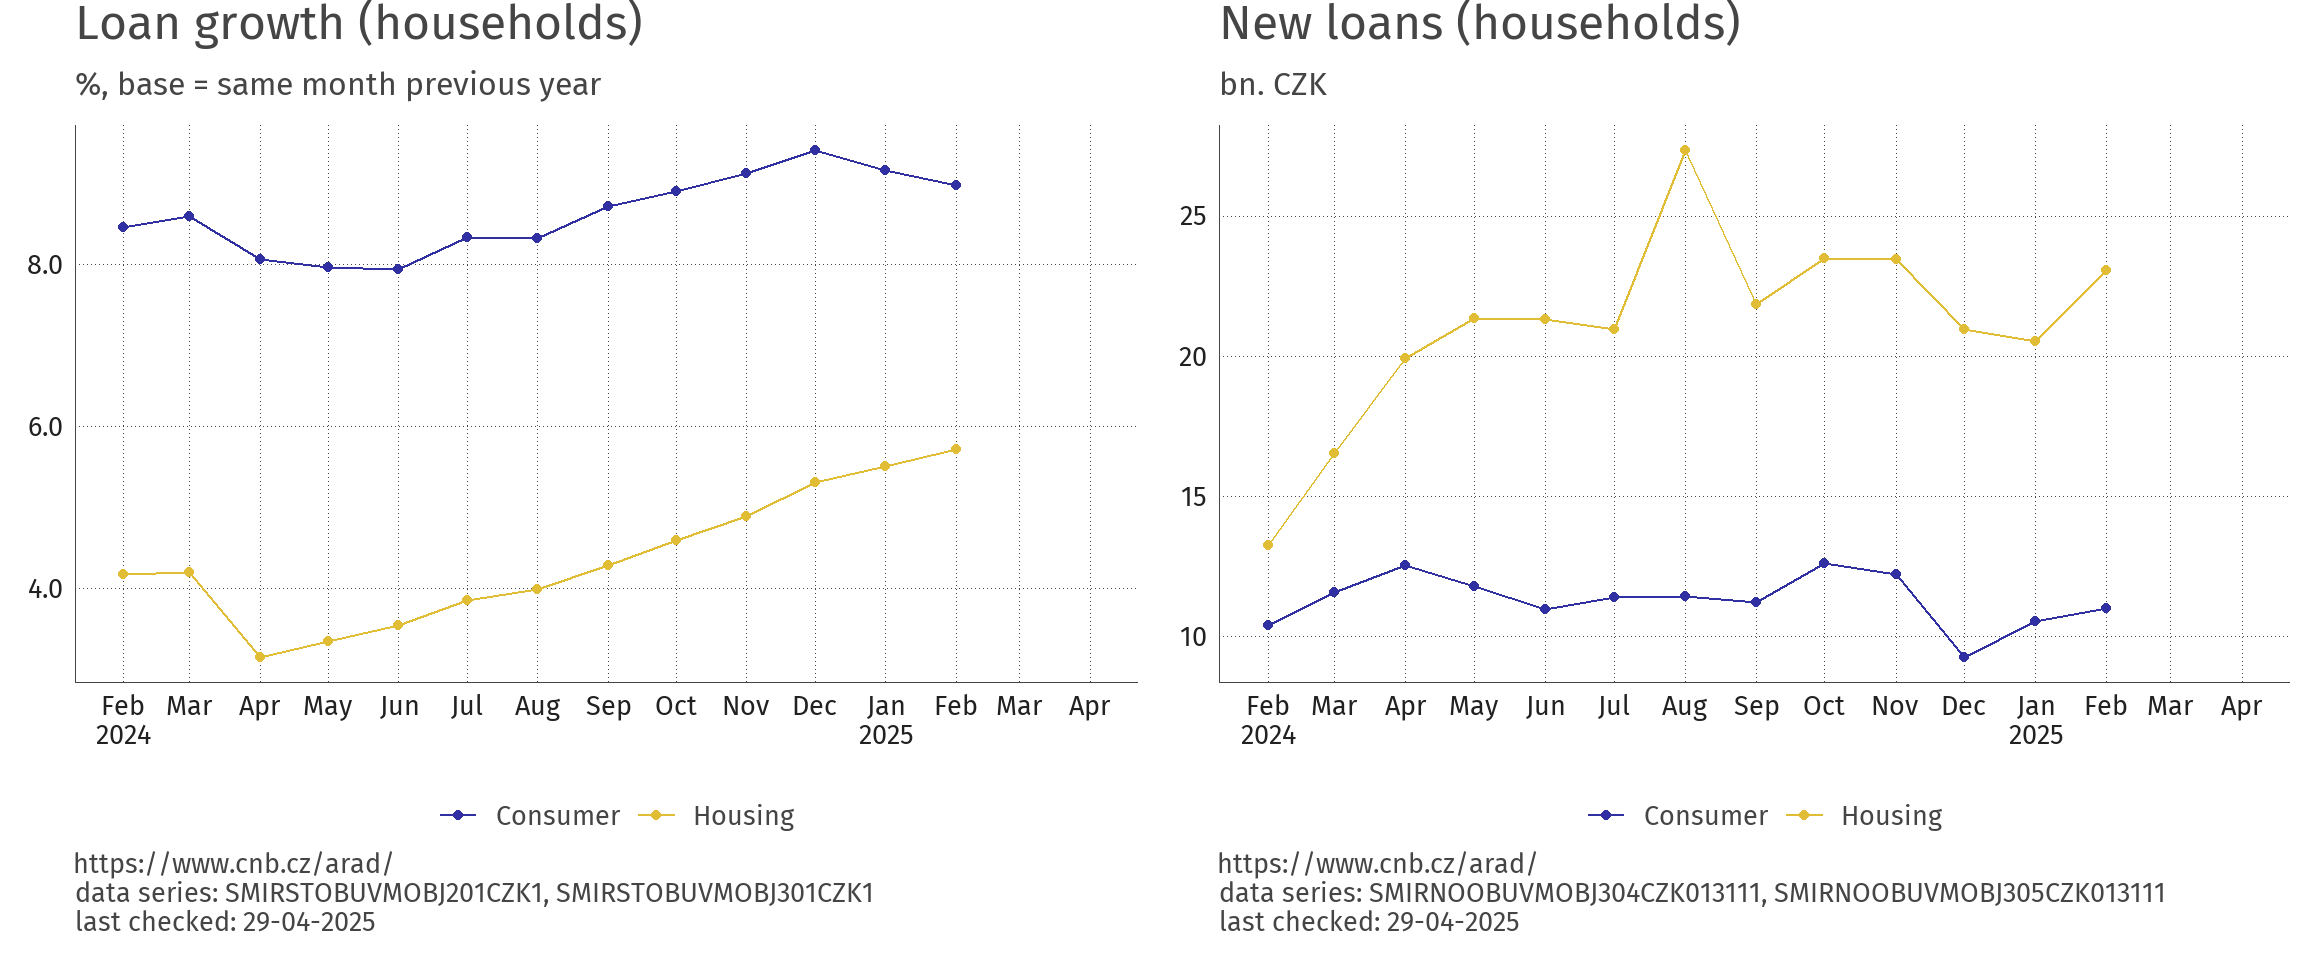 Loan growth (households)
%, base = same month previous year
8.0
6.0
4.0
Feb Mar Apr May Jun Jul Aug Sep Oct Nov Dec Jan Feb Mar Apr
2024 2025
Consumer Housing
https://www.cnb.cz/arad/
data series: SMIRSTOBUVMOBJ201CZK1, SMIRSTOBUVMOBJ301CZK1
last checked: 29-04-2025
New loans (households)
bn. CZK
25
20
15
10
Feb Mar Apr May Jun Jul Aug Sep Oct Nov Dec Jan Feb Mar Apr
2024 2025
Consumer Housing
https://www.cnb.cz/arad/
data series: SMIRNOOBUVMOBJ304CZK013111, SMIRNOOBUVMOBJ305CZK013111
last checked: 29-04-2025